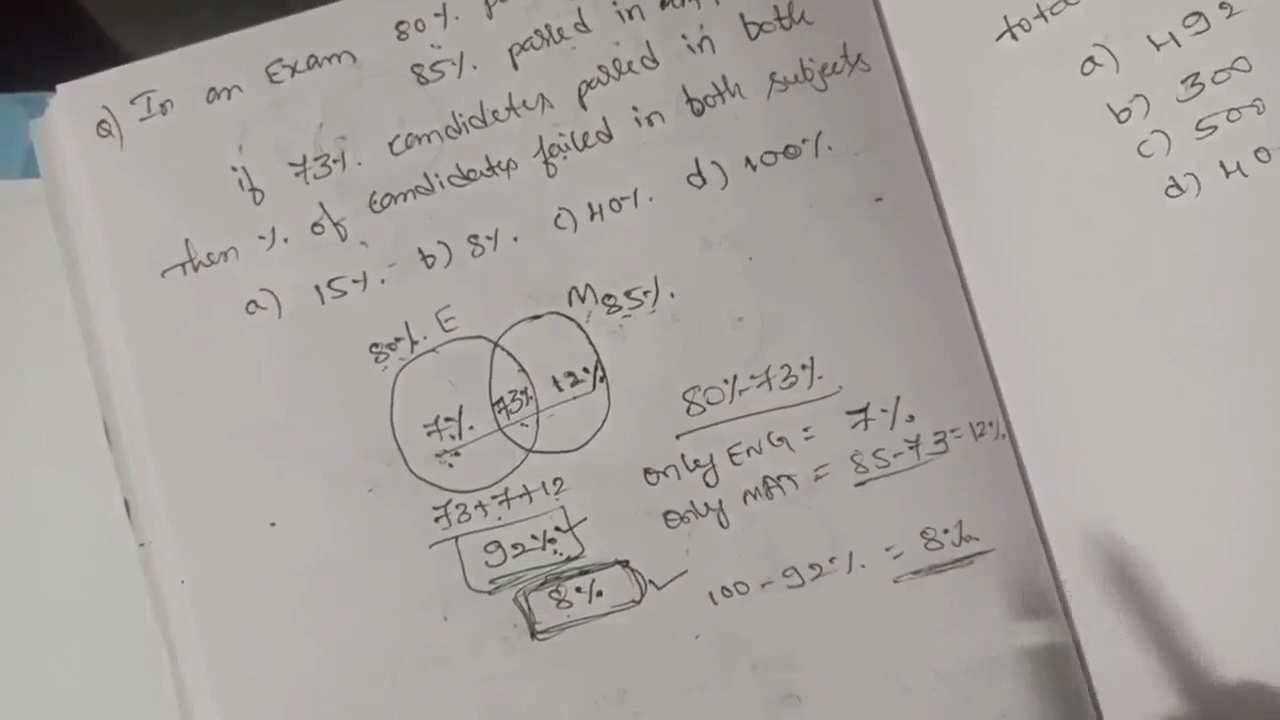 Q) In an Exam 80%
85% passed in
if 73% candidates passed in both
then % of candidates failed in both subjects
a) 15% b) 8% c) 40% d) 100%
80% E M 85%
7% 73% 12%
80%-73%
only ENG = 7%
only MAT = 85-73=12%
73+7+12
92%
8%
100-92% = 8%
tota
a) 492
b) 300
c) 500
d) 40